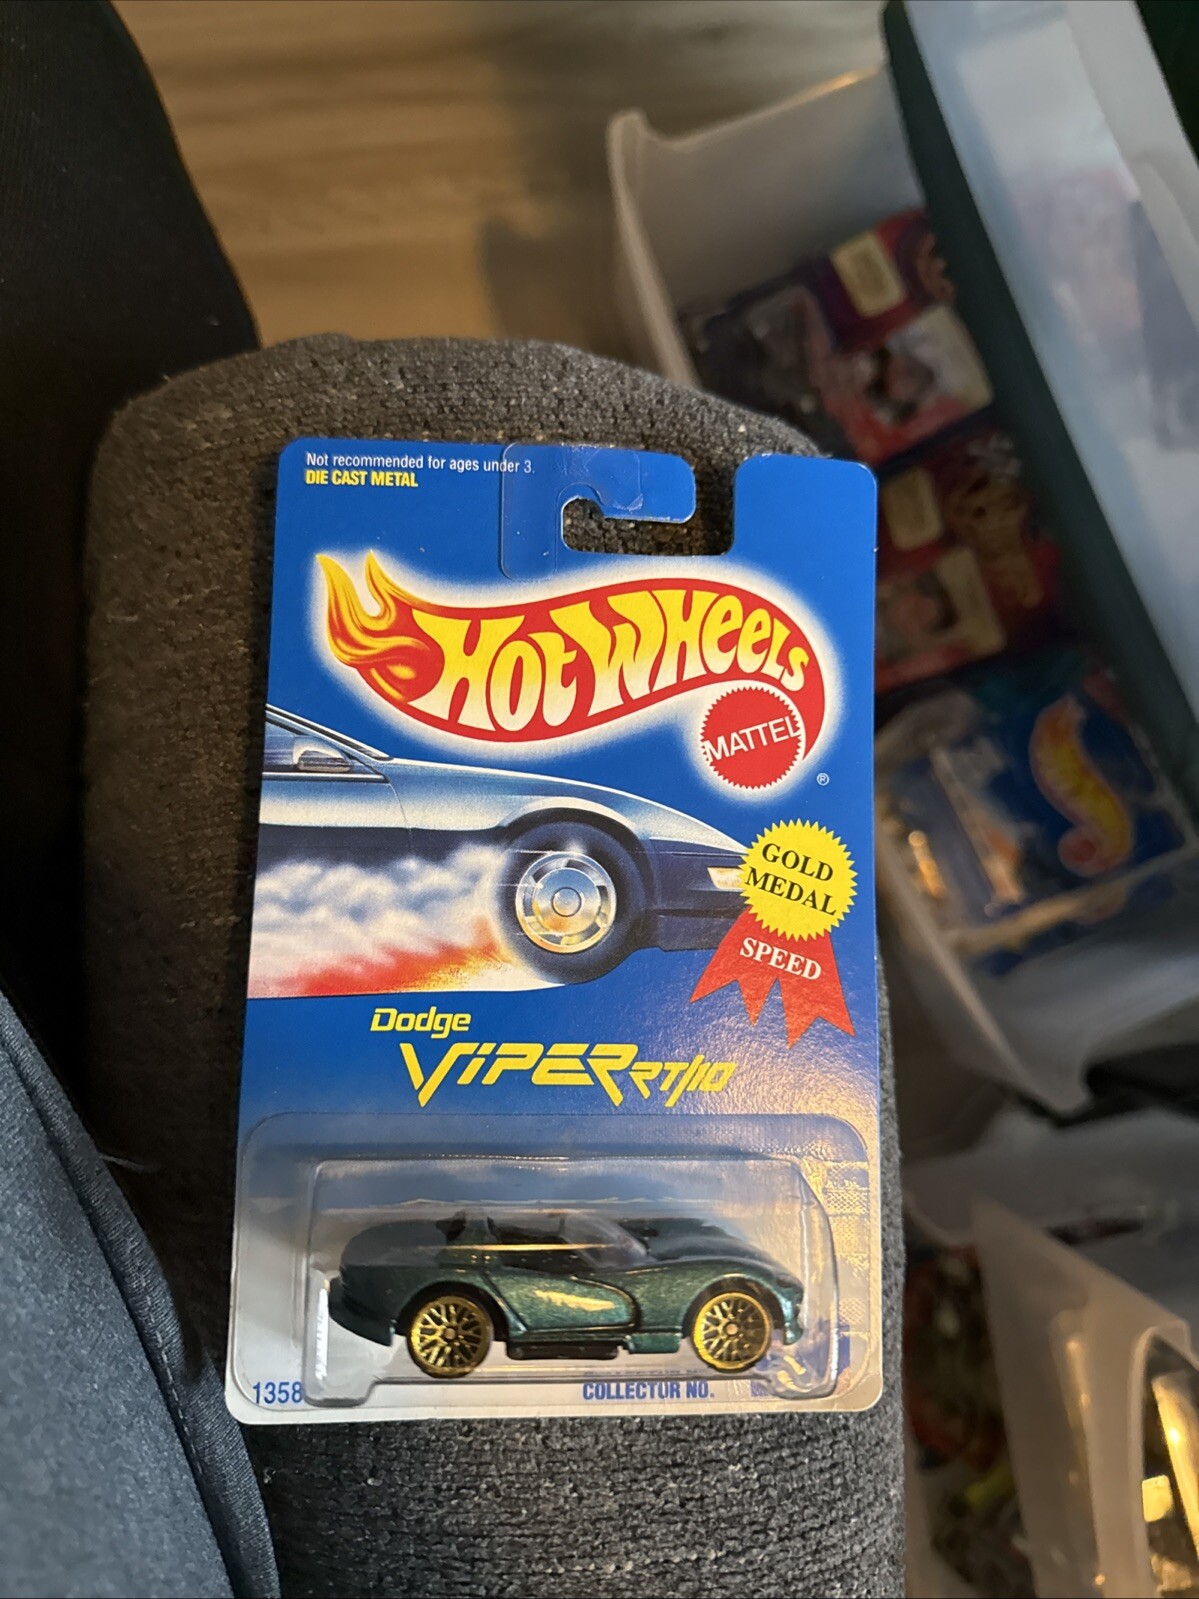 Not recommended for ages under 3.
DIE CAST METAL
HOT WHEELS
MATTEL
®
GOLD
MEDAL
SPEED
Dodge
VIPER RT/10
1358
COLLECTOR NO.